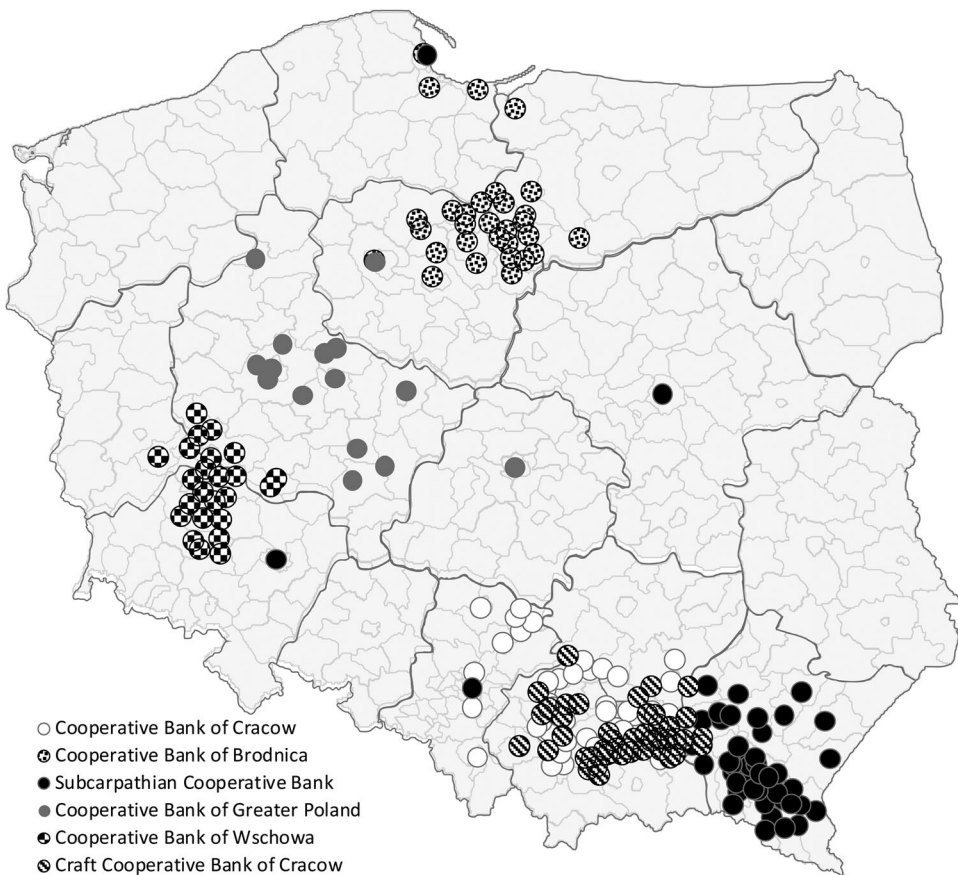 Cooperative Bank of Cracow
Cooperative Bank of Brodnica
Subcarpathian Cooperative Bank
Cooperative Bank of Greater Poland
Cooperative Bank of Wschowa
Craft Cooperative Bank of Cracow